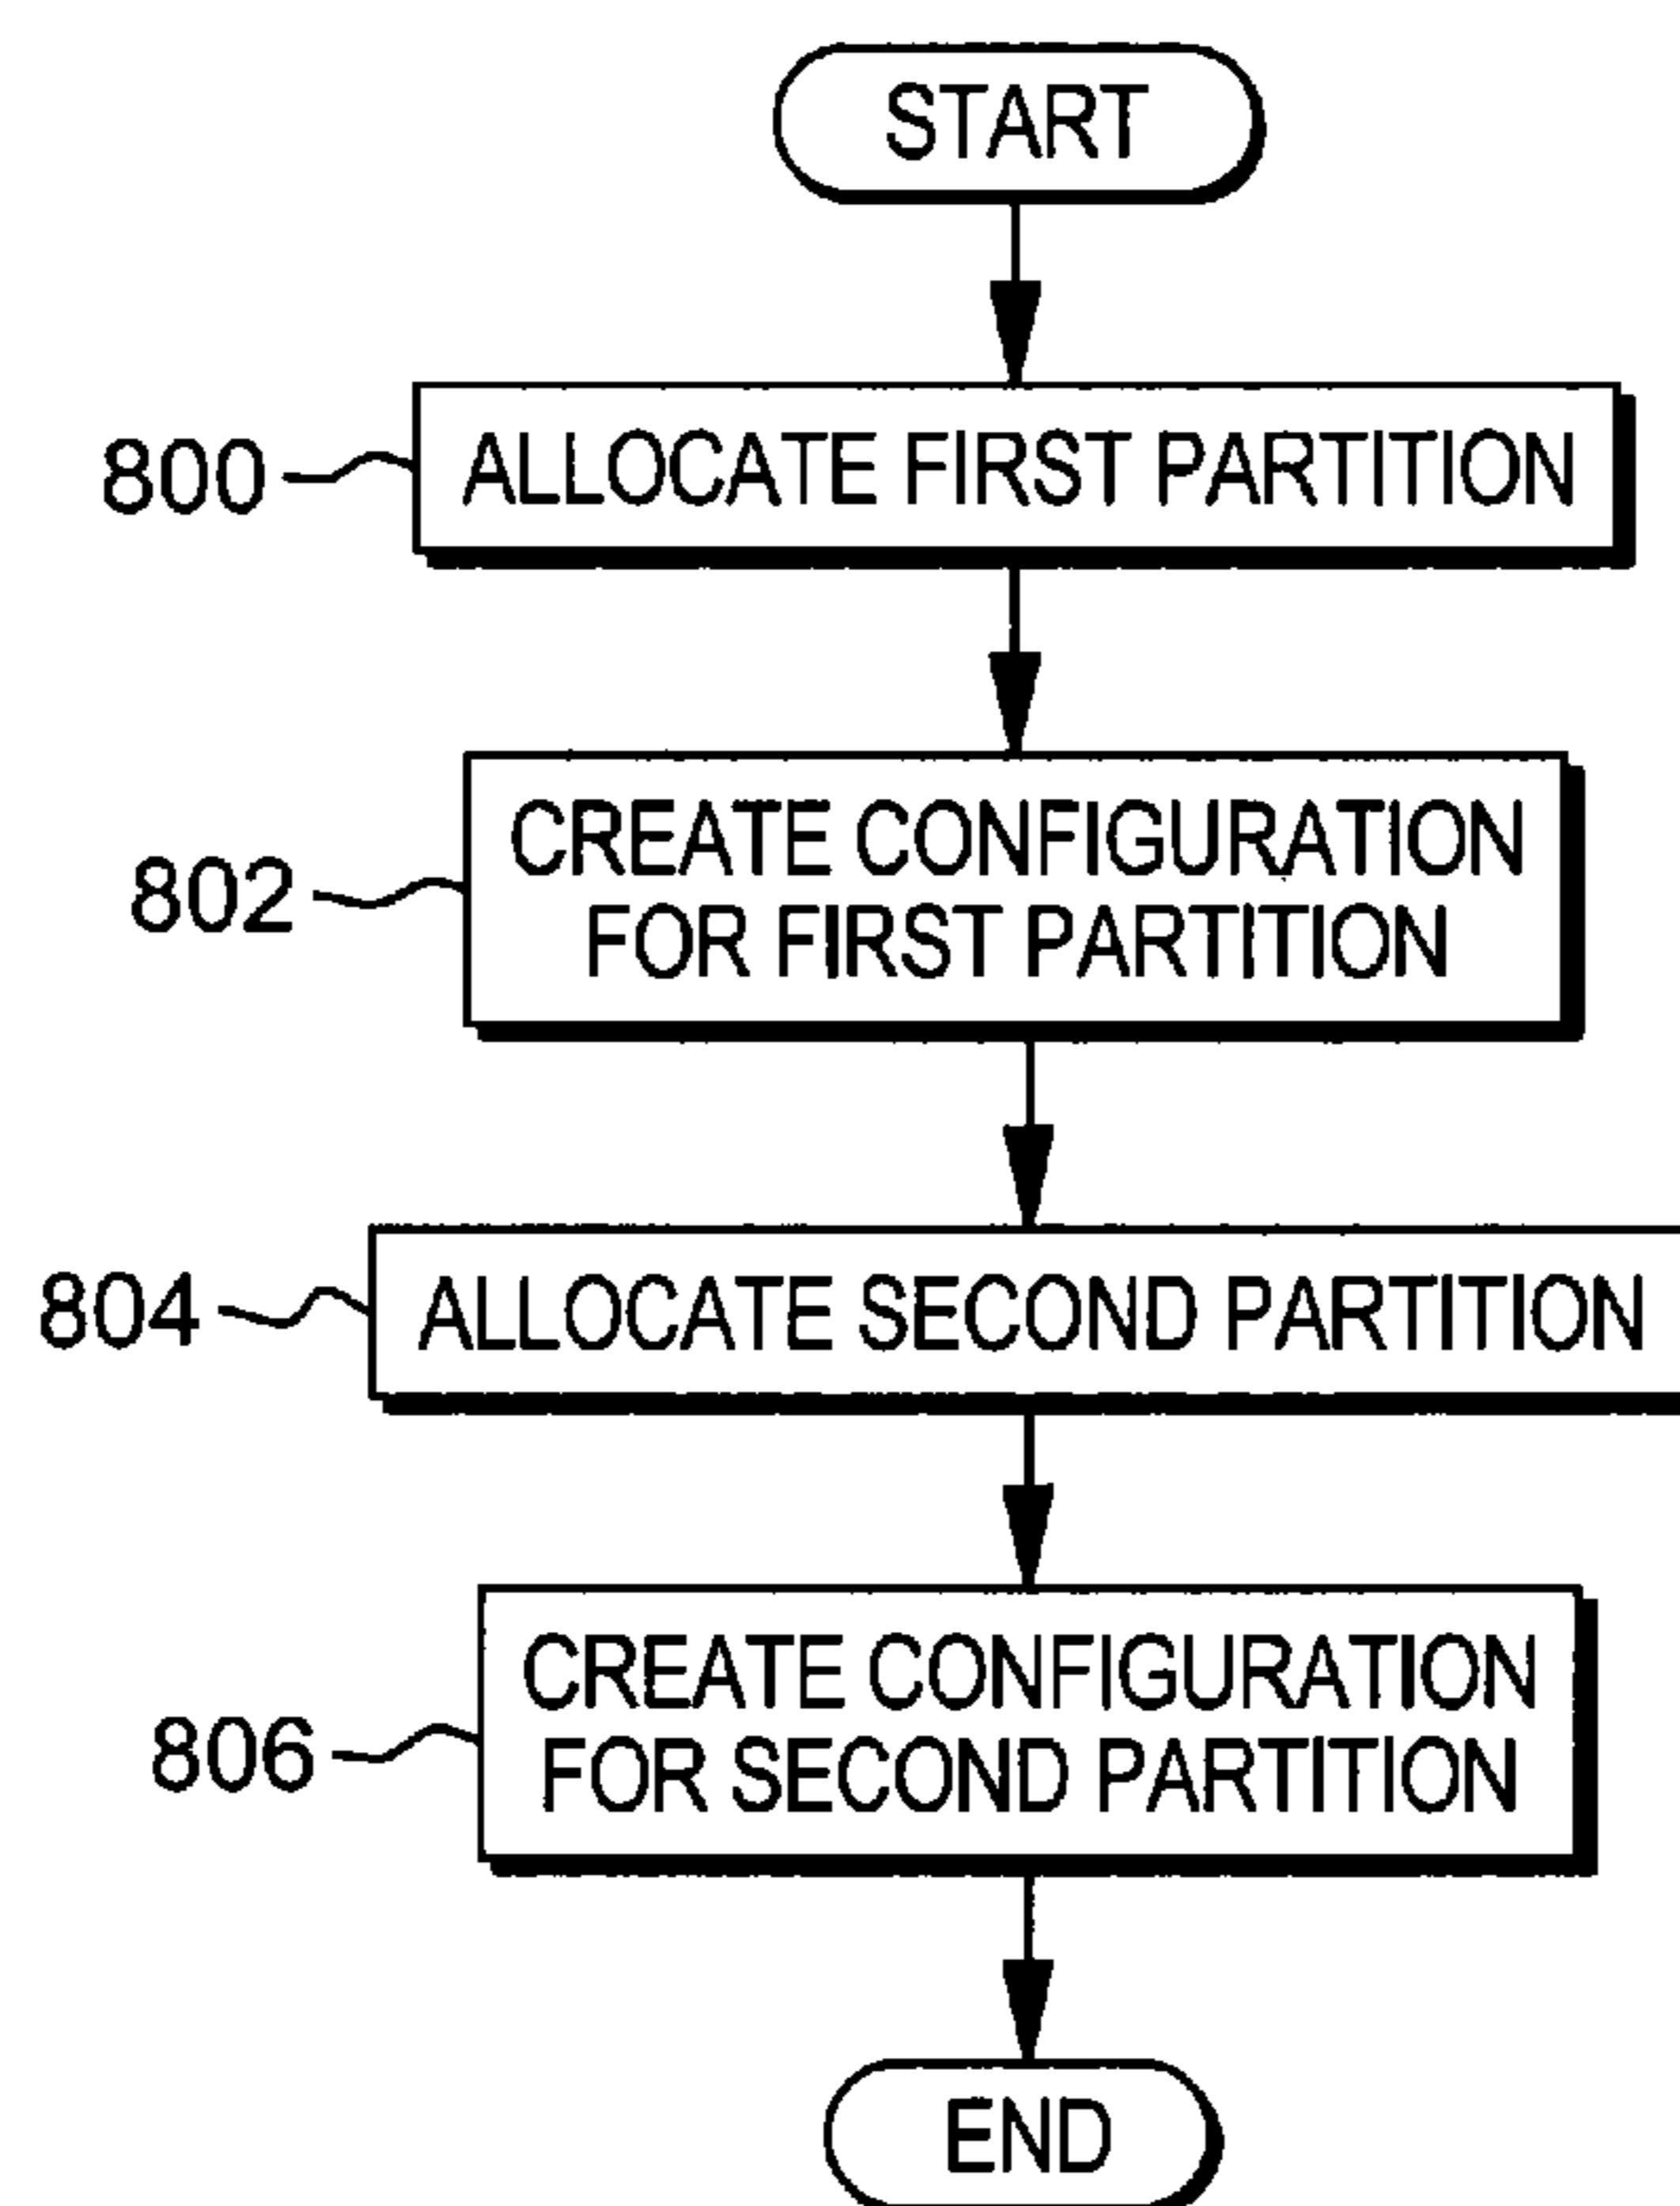 START
800
ALLOCATE FIRST PARTITION
802
CREATE CONFIGURATION
FOR FIRST PARTITION
804
ALLOCATE SECOND PARTITION
806
CREATE CONFIGURATION
FOR SECOND PARTITION
END